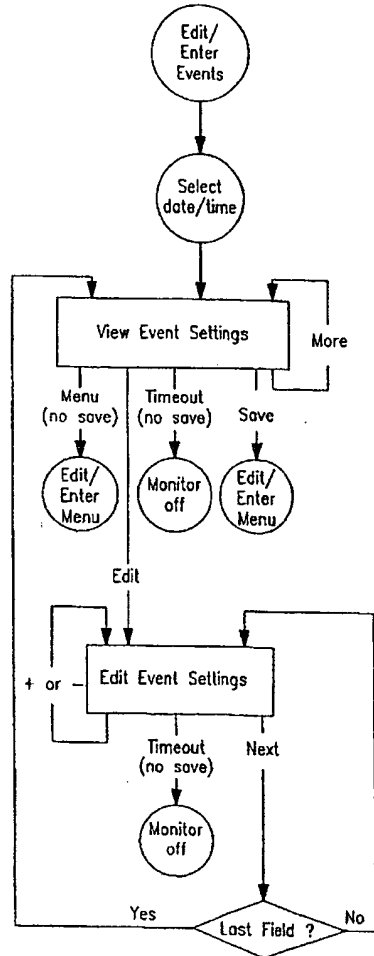 Edit/
Enter
Events
Select
date/time
View Event Settings
More
Menu
(no save)
Timeout
(no save)
Save
Edit/
Enter
Menu
Monitor
off
Edit/
Enter
Menu
Edit
+ or -
Edit Event Settings
Timeout
(no save)
Next
Monitor
off
Yes
Last Field ?
No